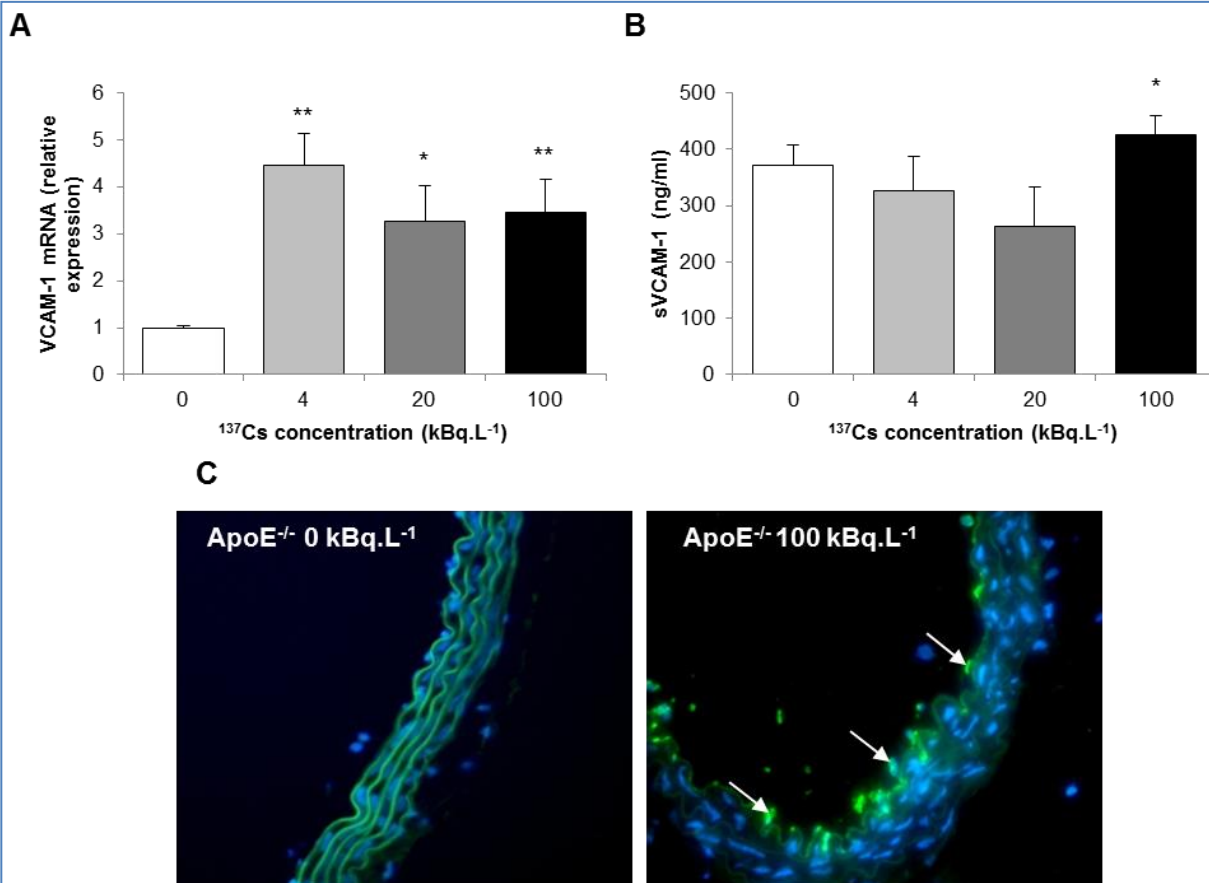 A
VCAM-1 mRNA (relative
expression)
6
5
4
3
2
1
0
**
*
**
0 4 20 100
¹³⁷Cs concentration (kBq.L⁻¹)
B
sVCAM-1 (ng/ml)
500
400
300
200
100
0
*
0 4 20 100
¹³⁷Cs concentration (kBq.L⁻¹)
C
ApoE⁻/⁻ 0 kBq.L⁻¹
ApoE⁻/⁻ 100 kBq.L⁻¹